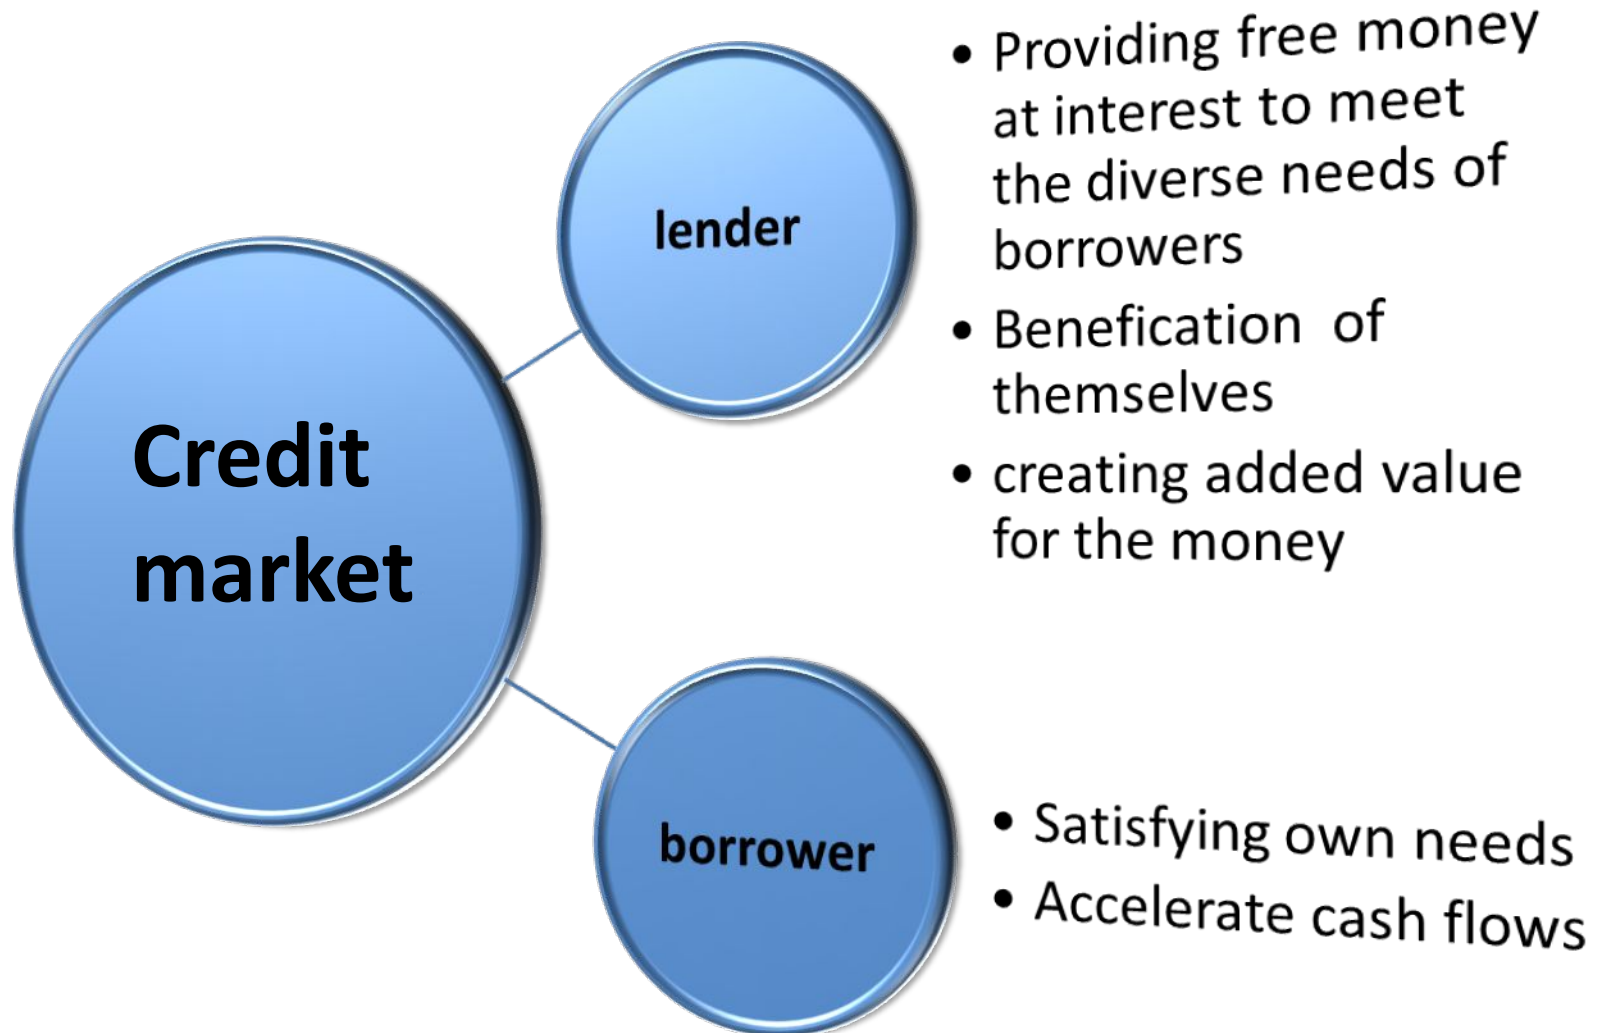 Credit
market
lender
• Providing free money
at interest to meet
the diverse needs of
borrowers
• Benefication of
themselves
• creating added value
for the money
borrower
• Satisfying own needs
• Accelerate cash flows